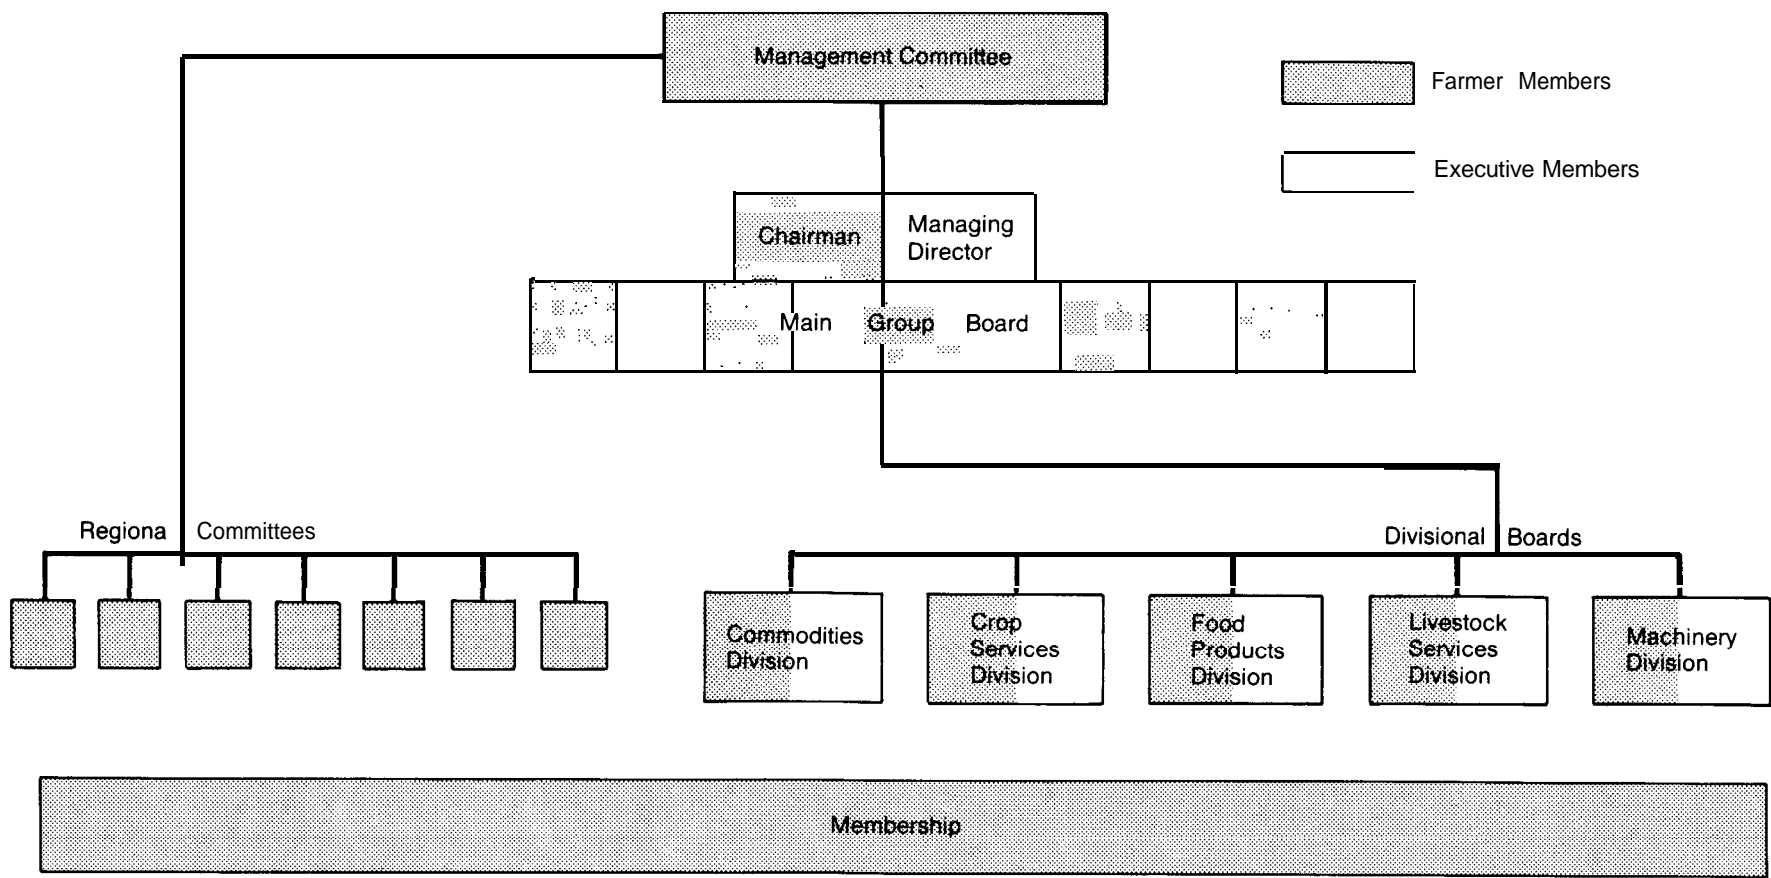 Management Committee
Farmer Members
Executive Members
Chairman
Managing
Director
Main Group Board
Regiona Committees
Divisional Boards
Commodities
Division
Crop
Services
Division
Food
Products
Division
Livestock
Services
Division
Machinery
Division
Membership